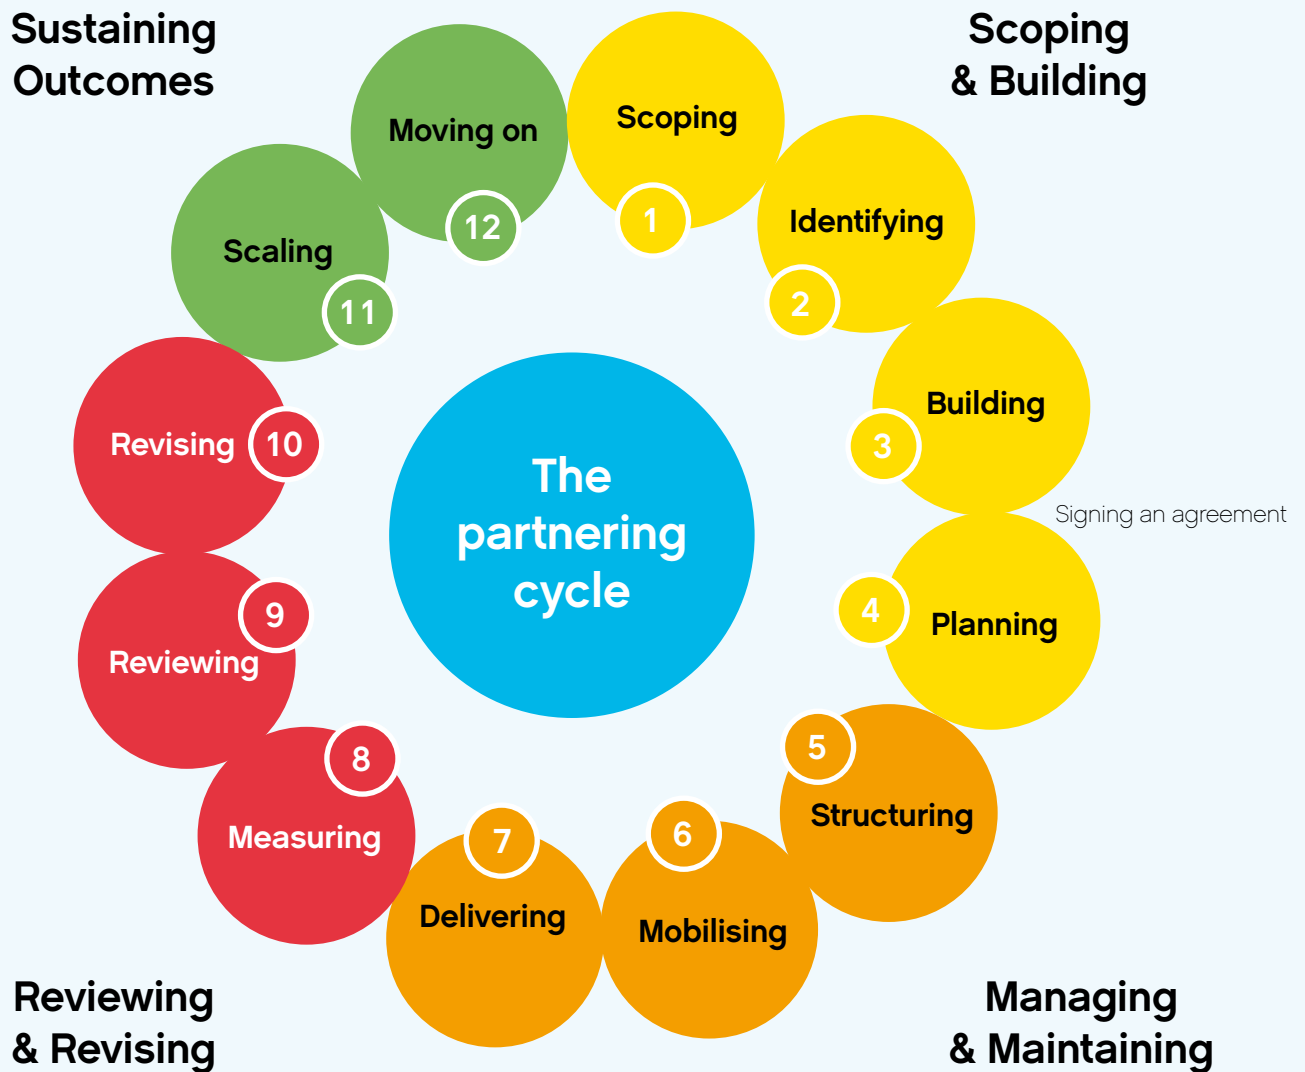 Sustaining
Outcomes
Scoping
& Building
Scoping
1
Identifying
2
Building
3
Signing an agreement
Planning
4
Structuring
5
Mobilising
6
Delivering
7
Measuring
8
Reviewing
9
Revising
10
Scaling
11
Moving on
12
The
partnering
cycle
Reviewing
& Revising
Managing
& Maintaining